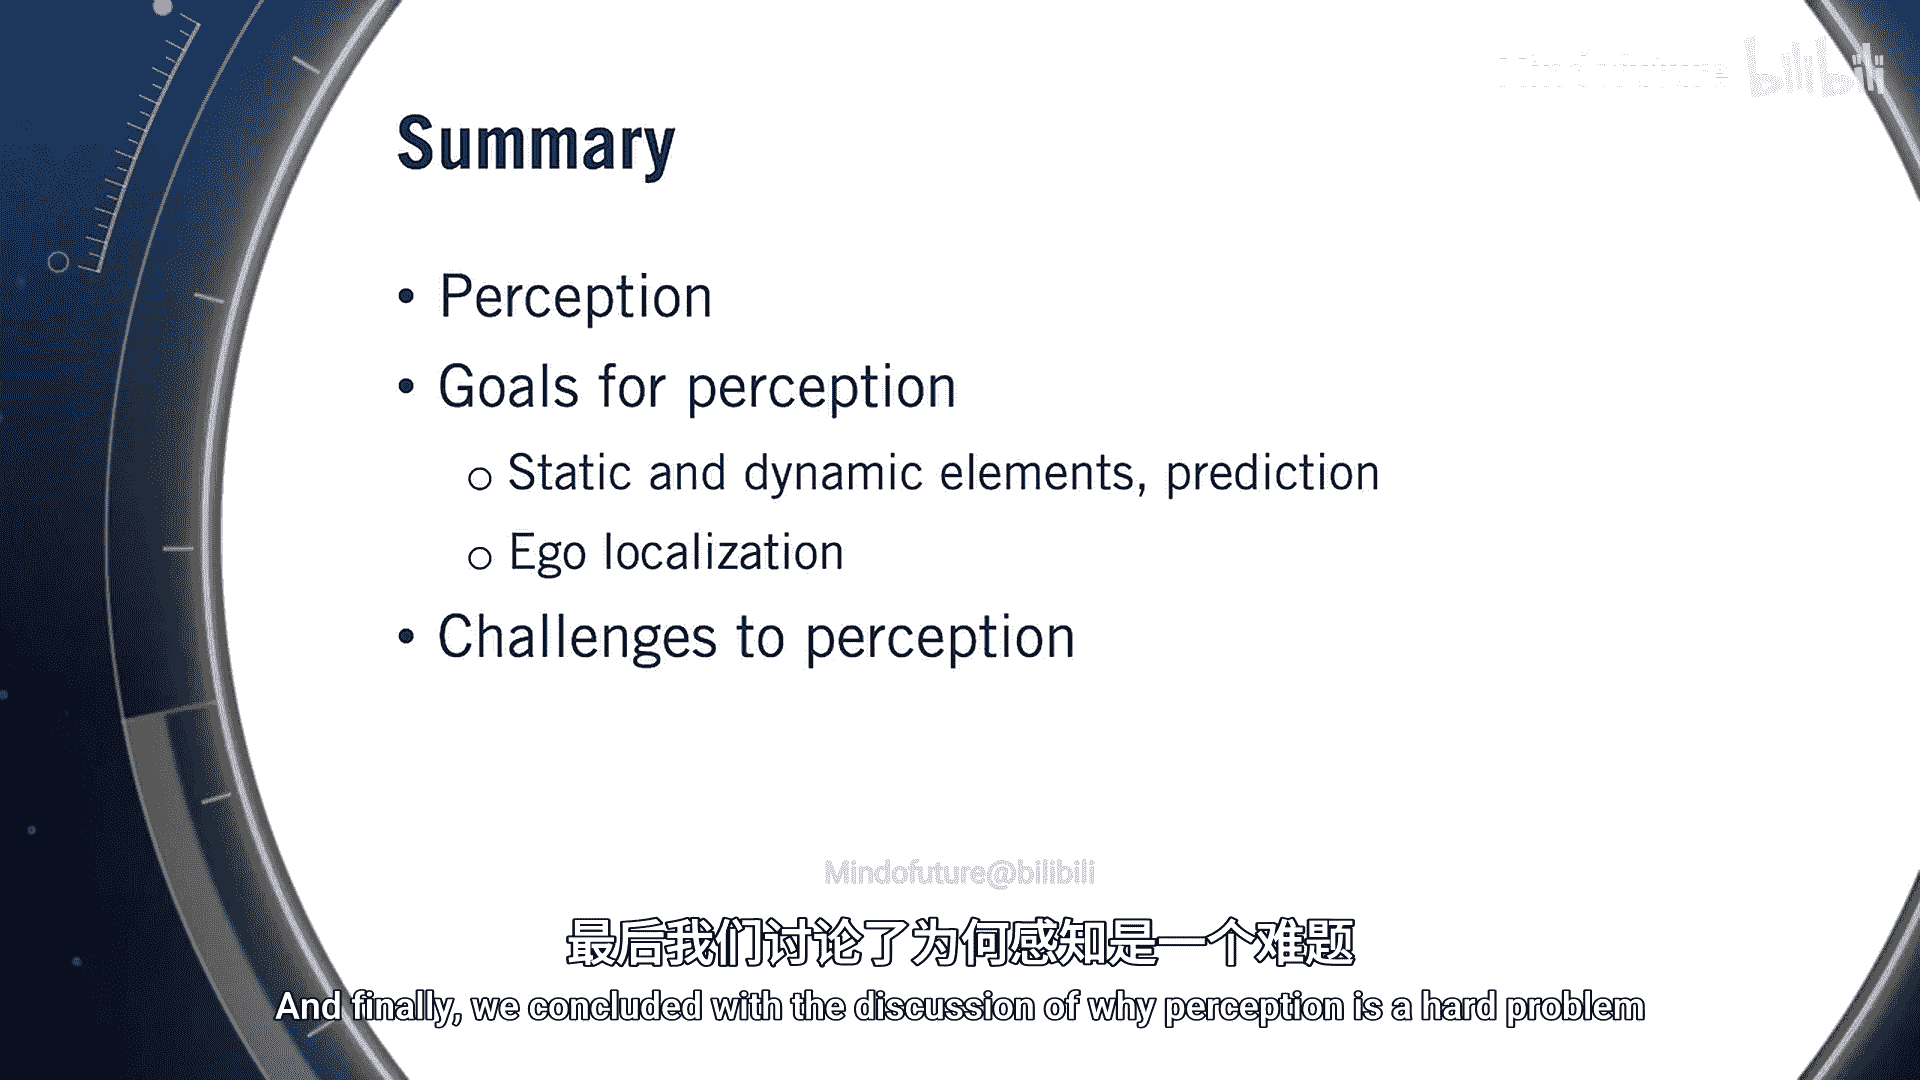 bilibili
Summary
• Perception
• Goals for perception
○ Static and dynamic elements, prediction
○ Ego localization
• Challenges to perception
Mindofuture@bilibili
最后我们讨论了为何感知是一个难题
And finally, we concluded with the discussion of why perception is a hard problem